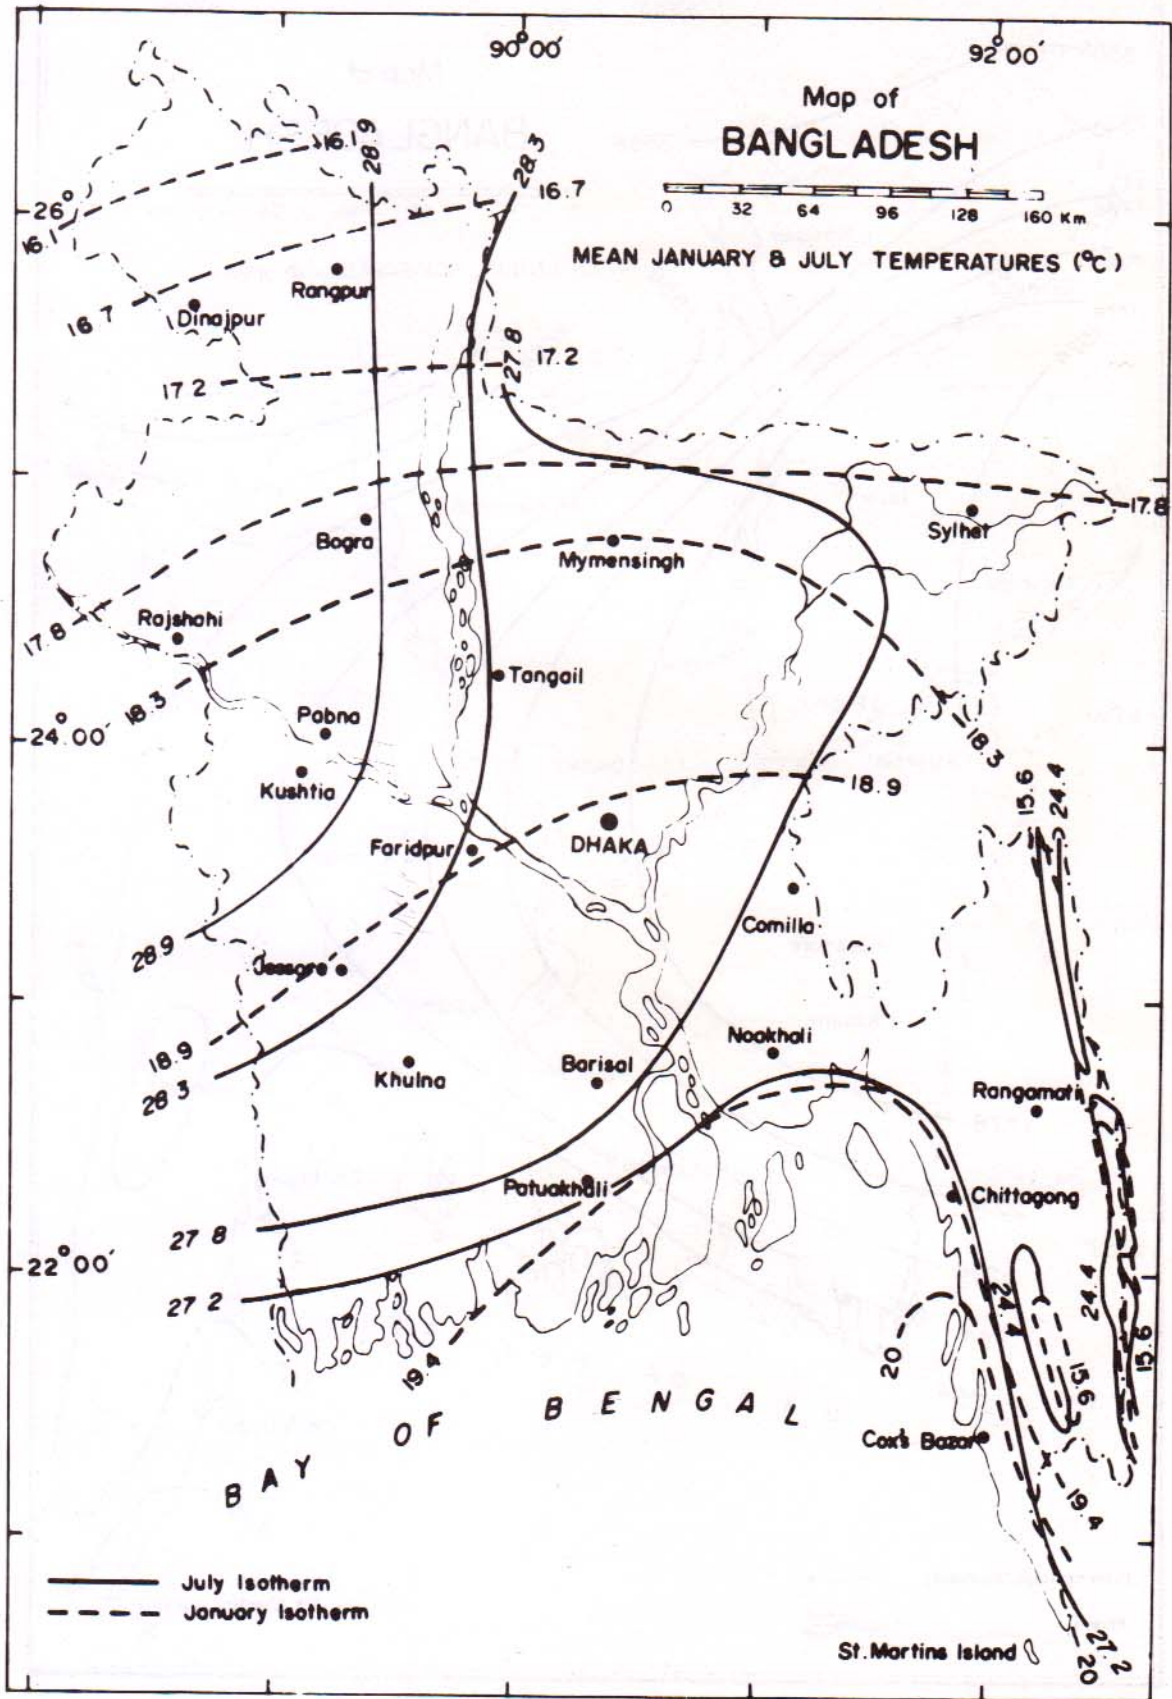 90°00'
92°00'
Map of
BANGLADESH
0 32 64 96 128 160 Km
MEAN JANUARY & JULY TEMPERATURES (°C)
16.1
28.9
28.3
16.7
26°
16.1
Rangpur
16.7
Dinajpur
27.8
17.2
17.2
17.8
Sylhet
Bogra
Mymensingh
Rajshahi
17.8
Tangail
18.3
Pabna
24°00'
18.3
15.6
24.4
Kushtia
18.9
Faridpur
DHAKA
Comilla
28.9
Jessore
18.9
28.3
Khulna
Barisal
Noakhali
Rangamati
Patuakhali
Chittagong
27.8
22°00'
27.2
24.4
24.4
20
15.6
15.6
19.4
BAY OF BENGAL
Cox's Bazar
19.4
July Isotherm
January Isotherm
St. Martins Island
27.2
20